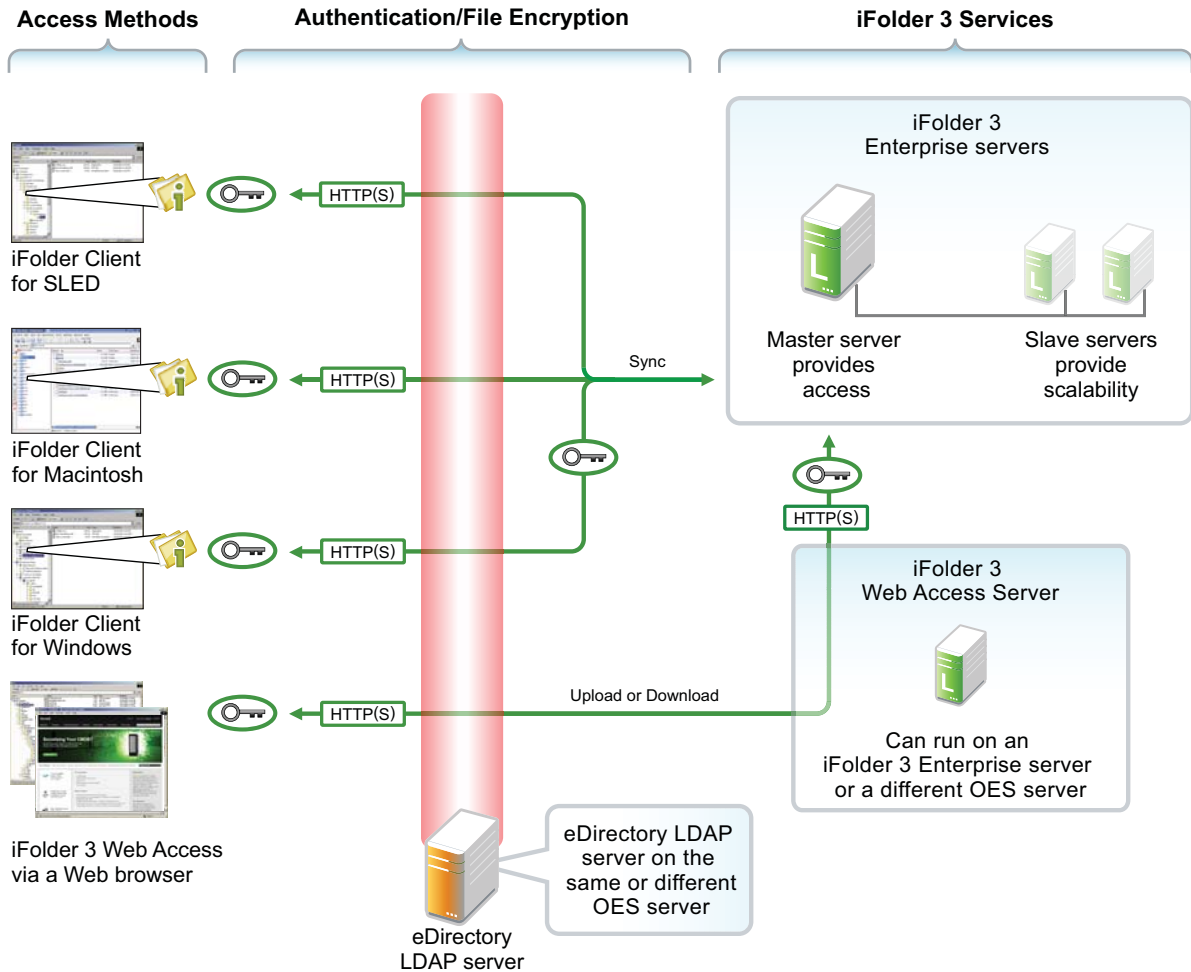 Access Methods
Authentication/File Encryption
iFolder 3 Services
iFolder Client
for SLED
HTTP(S)
iFolder 3
Enterprise servers
L
Master server
provides
access
Slave servers
provide
scalability
iFolder Client
for Macintosh
HTTP(S)
Sync
iFolder Client
for Windows
HTTP(S)
HTTP(S)
iFolder 3
Web Access Server
L
Can run on an
iFolder 3 Enterprise server
or a different OES server
iFolder 3 Web Access
via a Web browser
HTTP(S)
Upload or Download
eDirectory LDAP
server on the
same or different
OES server
eDirectory
LDAP server